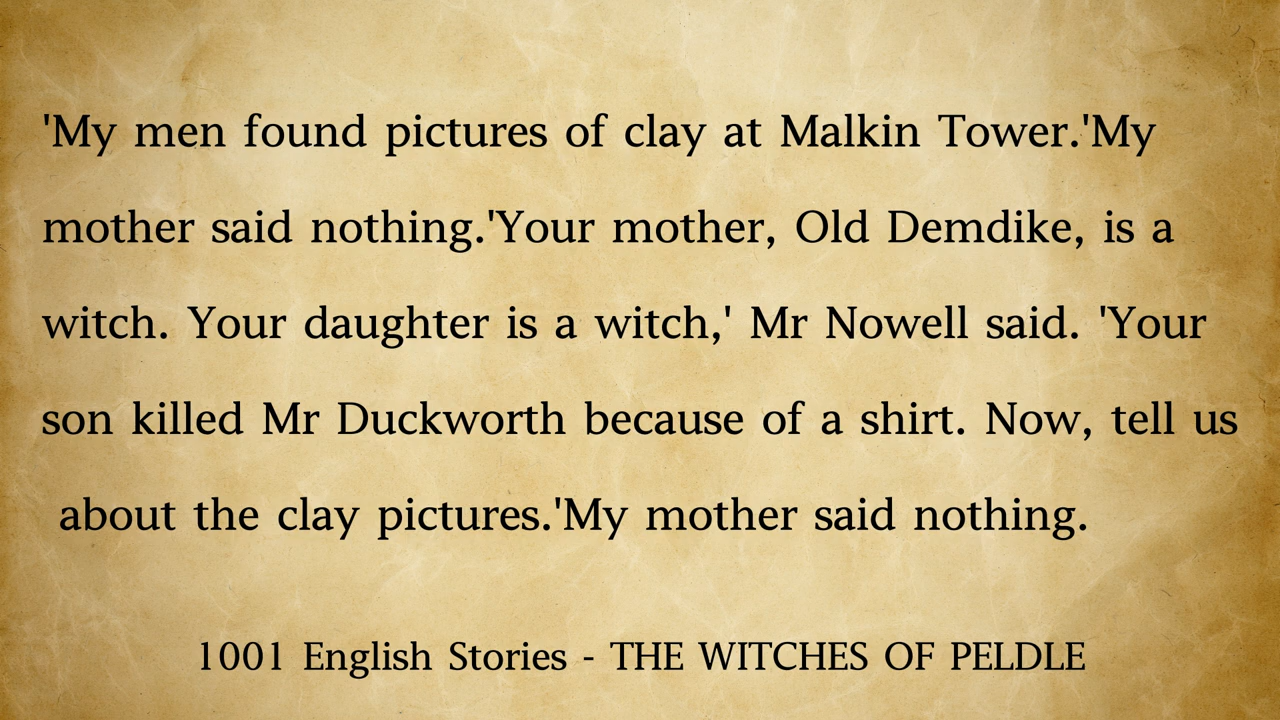 'My men found pictures of clay at Malkin Tower.'My
mother said nothing.'Your mother, Old Demdike, is a
witch. Your daughter is a witch,' Mr Nowell said. 'Your
son killed Mr Duckworth because of a shirt. Now, tell us
about the clay pictures.'My mother said nothing.
1001 English Stories - THE WITCHES OF PELDLE